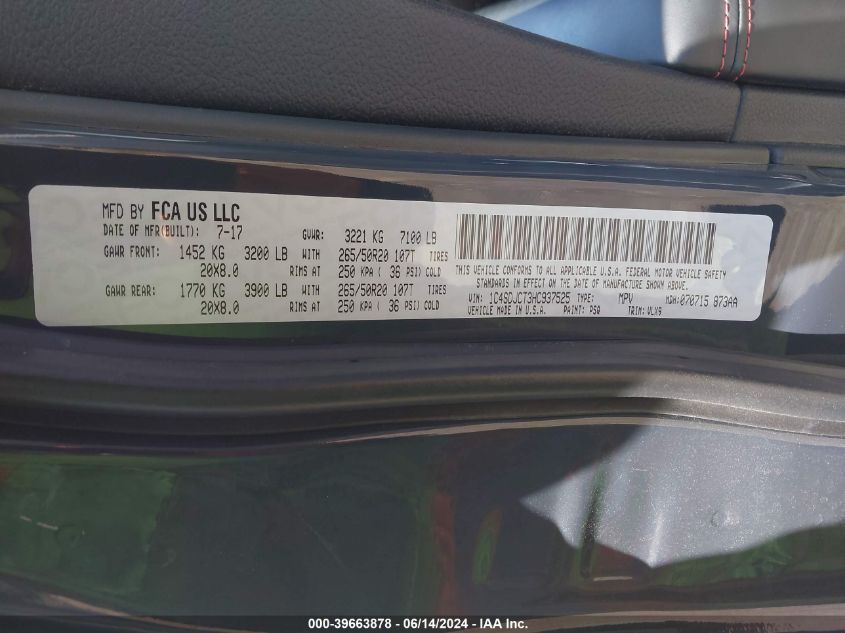 MFD BY FCA US LLC
DATE OF MFR(BUILT): 7-17 GVWR: 3221 KG 7100 LB
GAWR FRONT: 1452 KG 3200 LB WITH 265/50R20 107T TIRES
20X8.0 RIMS AT 250 KPA ( 36 PSI) COLD
GAWR REAR: 1770 KG 3900 LB WITH 265/50R20 107T TIRES
20X8.0 RIMS AT 250 KPA ( 36 PSI) COLD
THIS VEHICLE CONFORMS TO ALL APPLICABLE U.S.A. FEDERAL MOTOR VEHICLE SAFETY
STANDARDS IN EFFECT ON THE DATE OF MANUFACTURE SHOWN ABOVE.
VIN: 1C4SDJCT3HC937525 TYPE: MPV MDH:070715 873AA
VEHICLE MADE IN U.S.A. PAINT: TRIM: VLX9
000-39663878 - 06/14/2024 - IAA Inc.